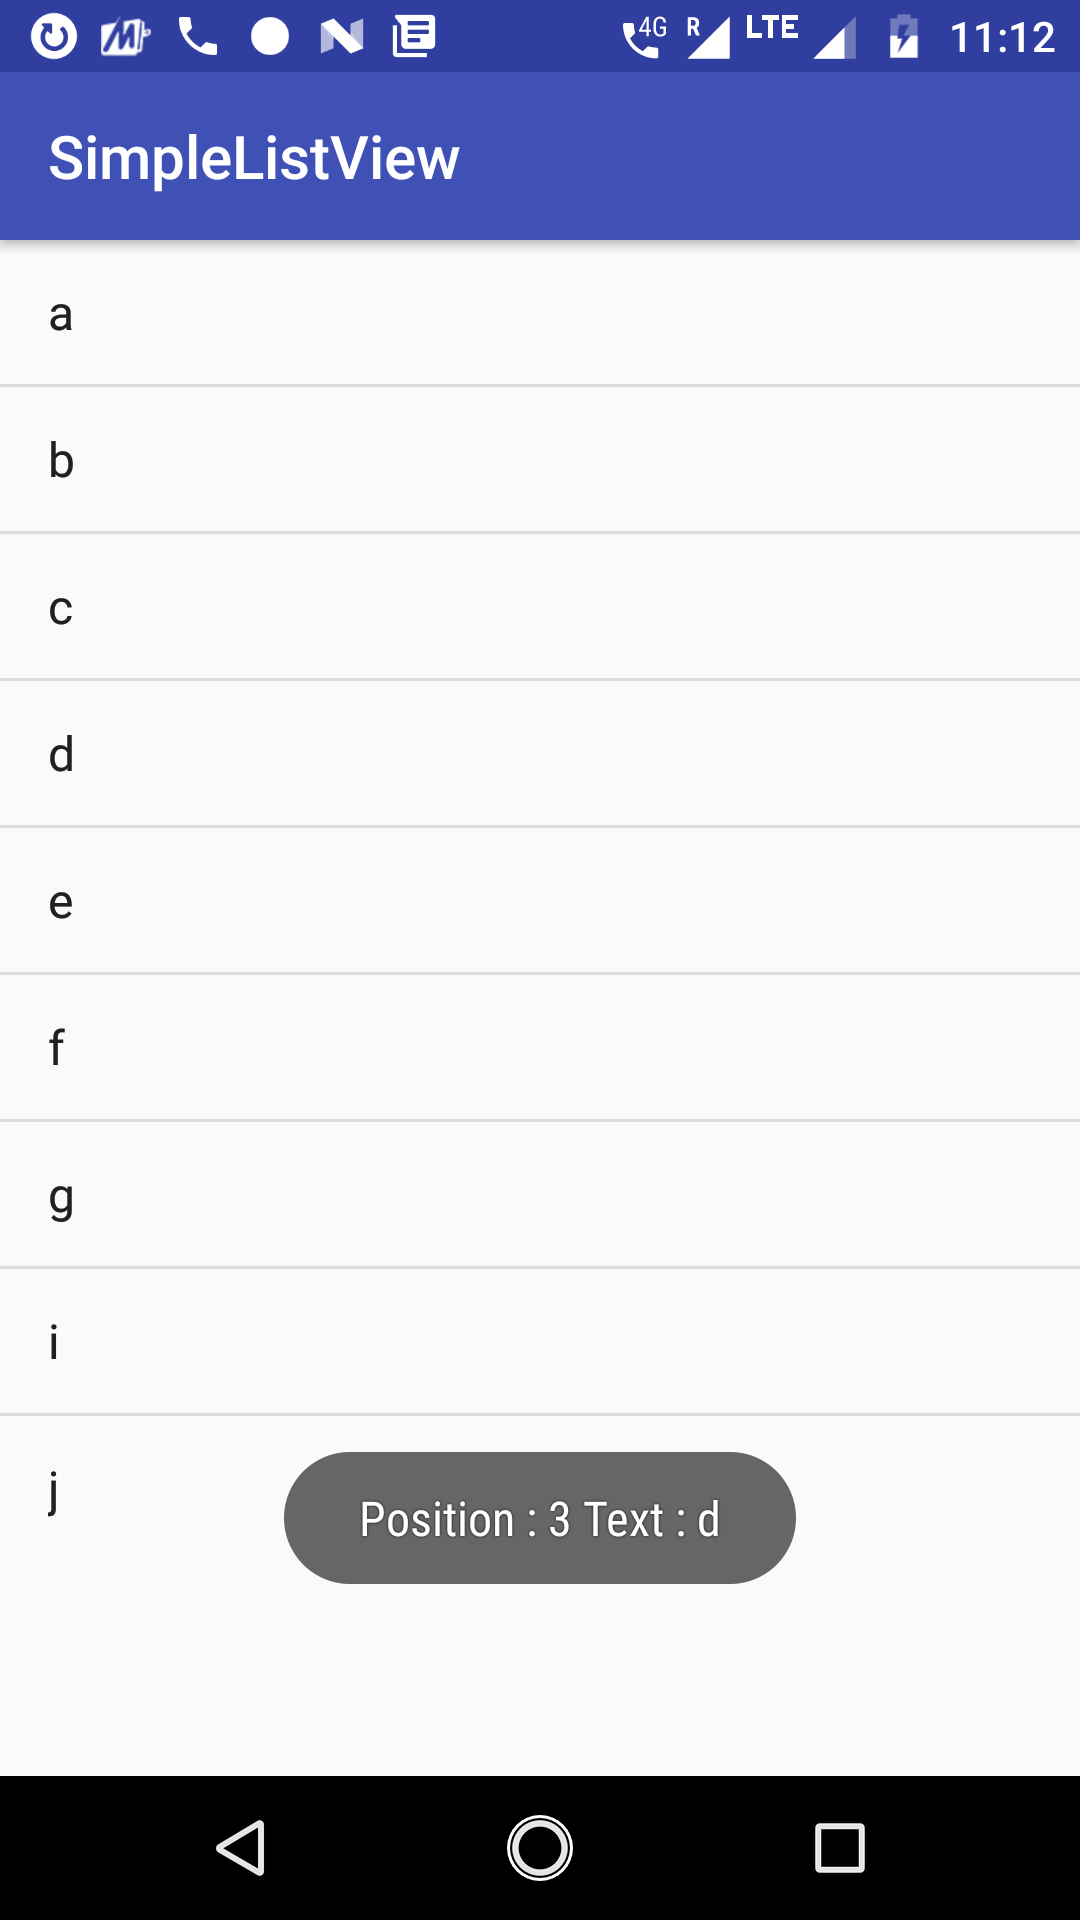 4G R LTE 11:12
SimpleListView
a
b
c
d
e
f
g
i
j
Position : 3 Text : d